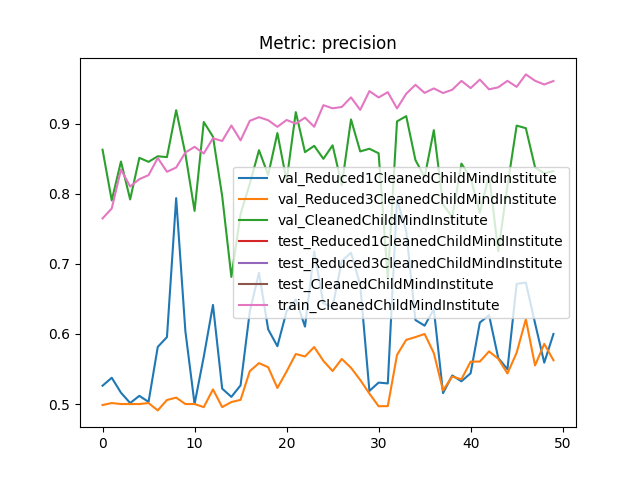 Metric: precision
0.9
0.8
0.7
0.6
0.5
val_Reduced1CleanedChildMindInstitute
val_Reduced3CleanedChildMindInstitute
val_CleanedChildMindInstitute
test_Reduced1CleanedChildMindInstitute
test_Reduced3CleanedChildMindInstitute
test_CleanedChildMindInstitute
train_CleanedChildMindInstitute
0 10 20 30 40 50